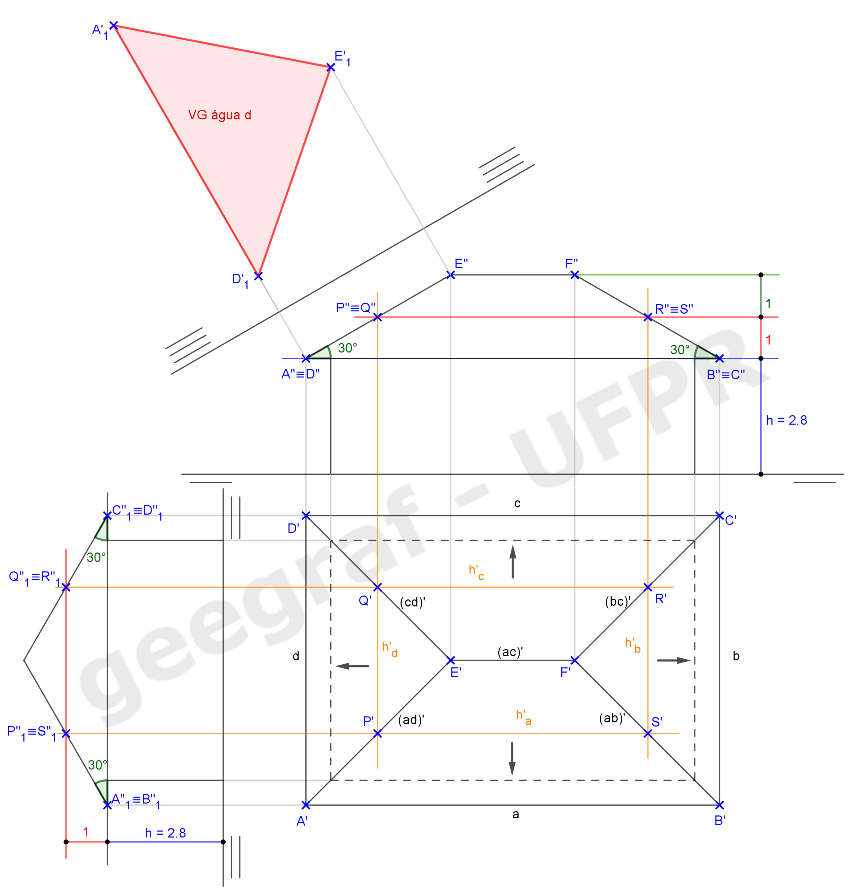 A'1
E'1
VG água d
D'1
E"
F"
P"≡Q"
R"≡S"
1
30°
30°
1
A"≡D"
B"≡C"
h = 2.8
geegraf - UFPR
C"1≡D"1
c
D'
C'
30°
Q"1≡R"1
h'c
Q'
(cd)'
(bc)'
R'
d
h'd
(ac)'
h'b
b
E'
F'
P"1≡S"1
P'
(ad)'
h'a
(ab)'
S'
30°
A"1≡B"1
A'
a
B'
1
h = 2.8